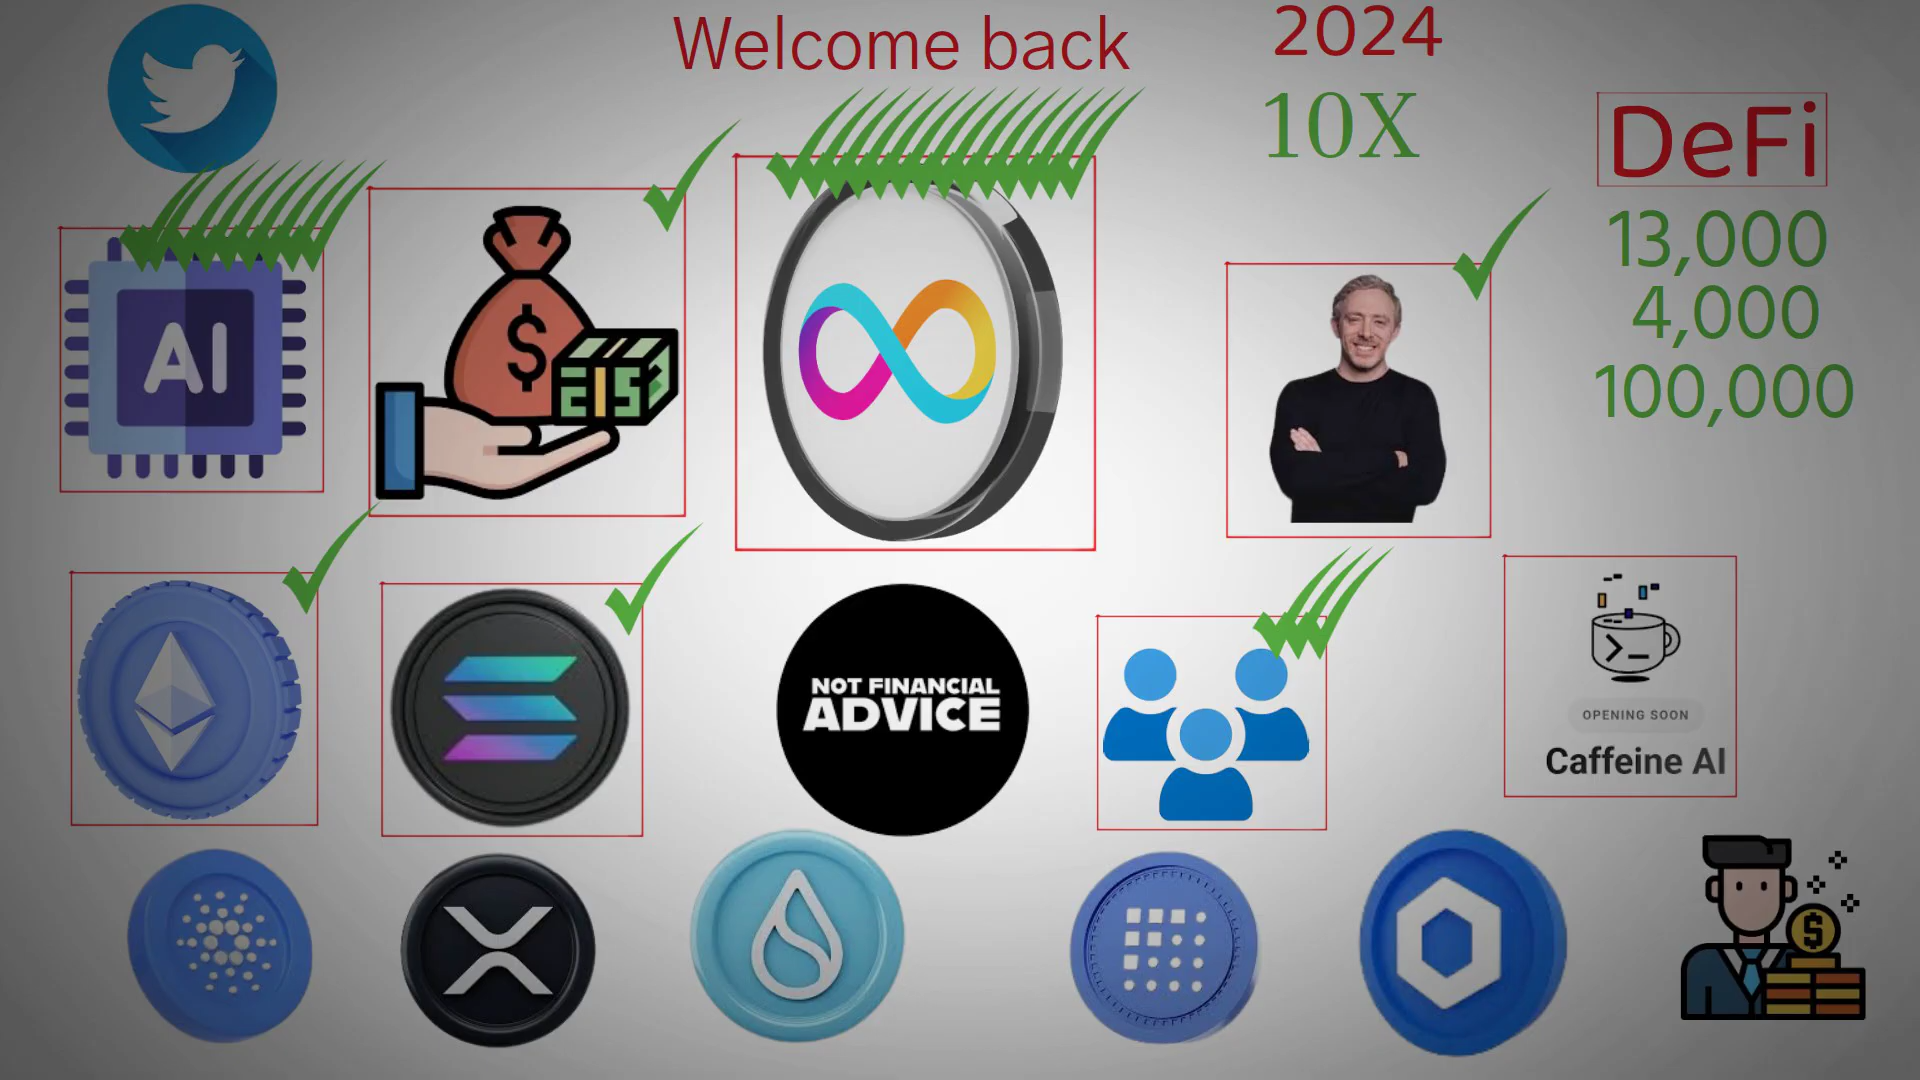 Welcome back
2024
10X
DeFi
13,000
4,000
100,000
AI
$
NOT FINANCIAL
ADVICE
OPENING SOON
Caffeine AI
$